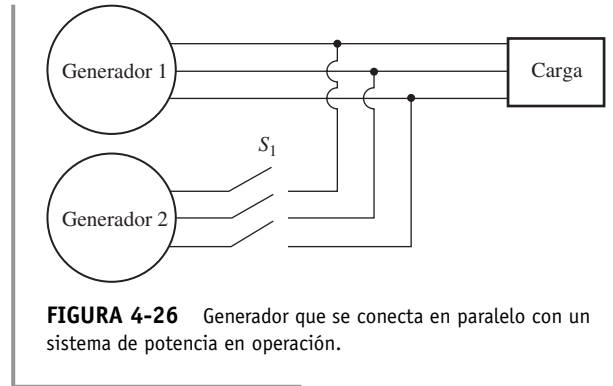 Generador 1
Carga
S1
Generador 2
FIGURA 4-26 Generador que se conecta en paralelo con un
sistema de potencia en operación.